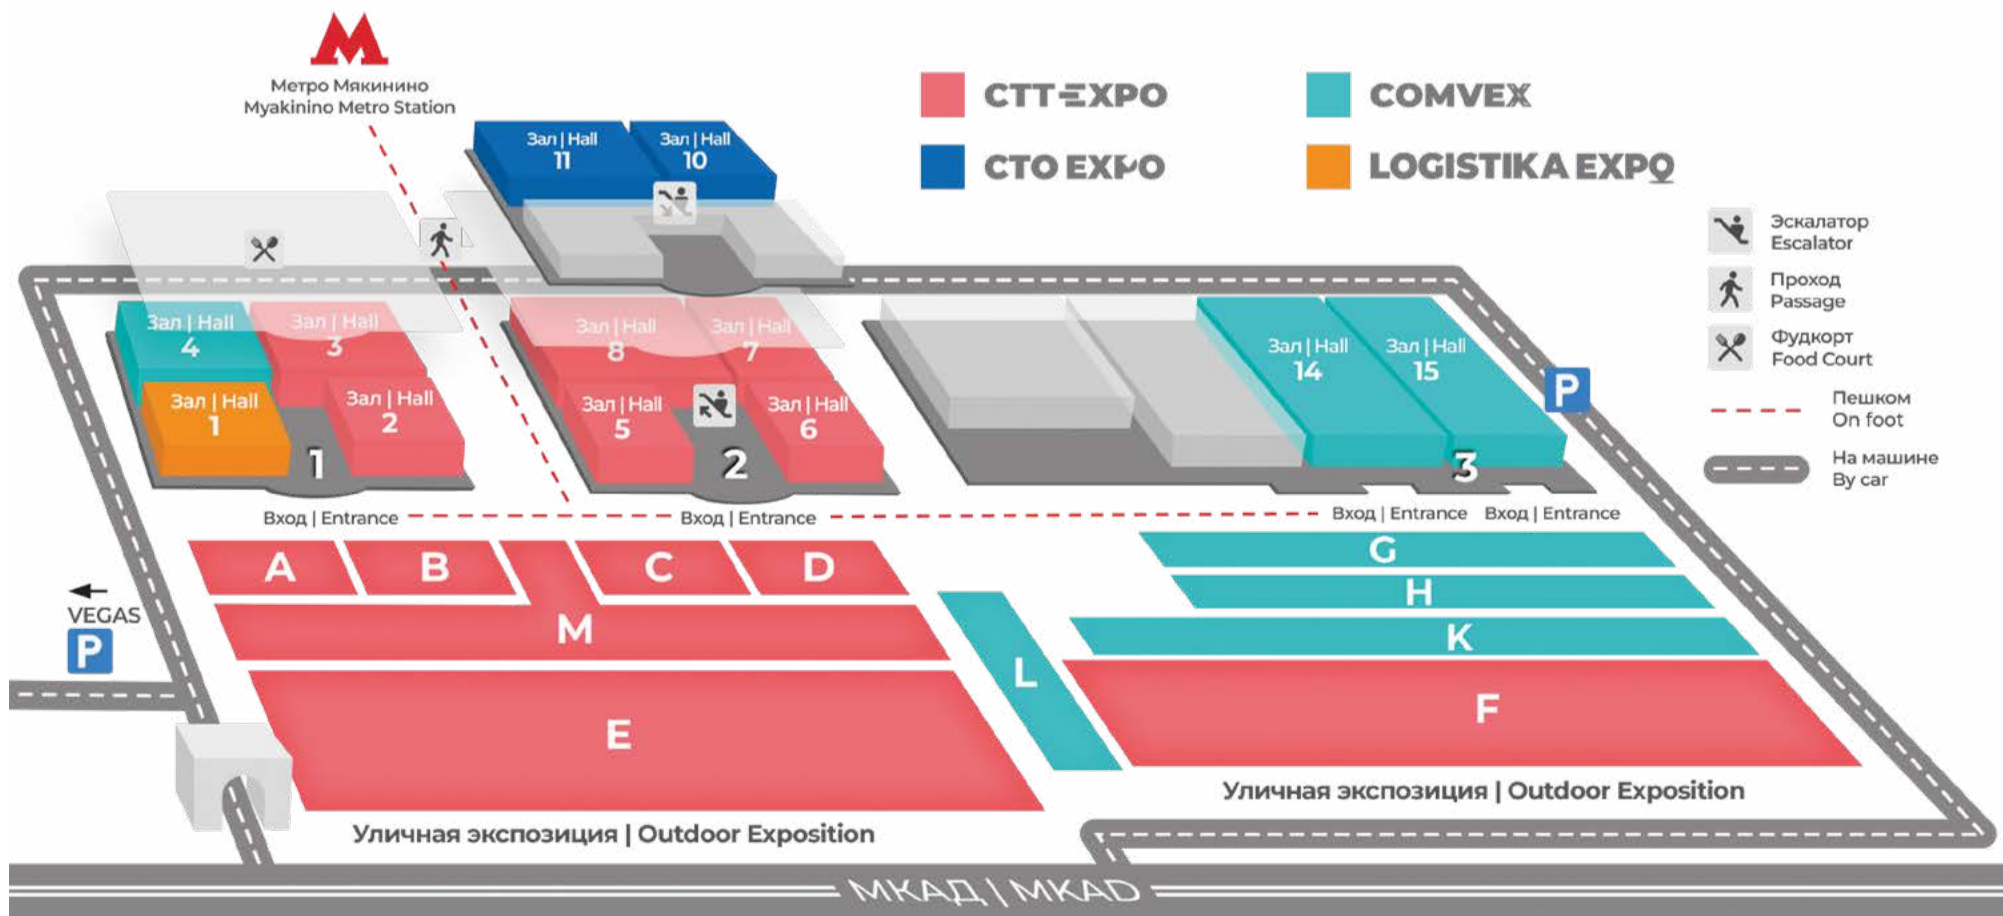 Метро Мякинино
Myakinino Metro Station
CTT EXPO
COMVEX
CTO EXPO
LOGISTIKA EXPO
Эскалатор
Escalator
Проход
Passage
Фудкорт
Food Court
Пешком
On foot
На машине
By car
Зал | Hall
11
Зал | Hall
10
Зал | Hall
4
Зал | Hall
3
Зал | Hall
1
Зал | Hall
2
1
Зал | Hall
8
Зал | Hall
7
Зал | Hall
5
Зал | Hall
6
2
Зал | Hall
14
Зал | Hall
15
3
P
Вход | Entrance
Вход | Entrance
Вход | Entrance
Вход | Entrance
A
B
C
D
M
E
G
H
K
L
F
VEGAS
P
Уличная экспозиция | Outdoor Exposition
Уличная экспозиция | Outdoor Exposition
МКАД | MKAD